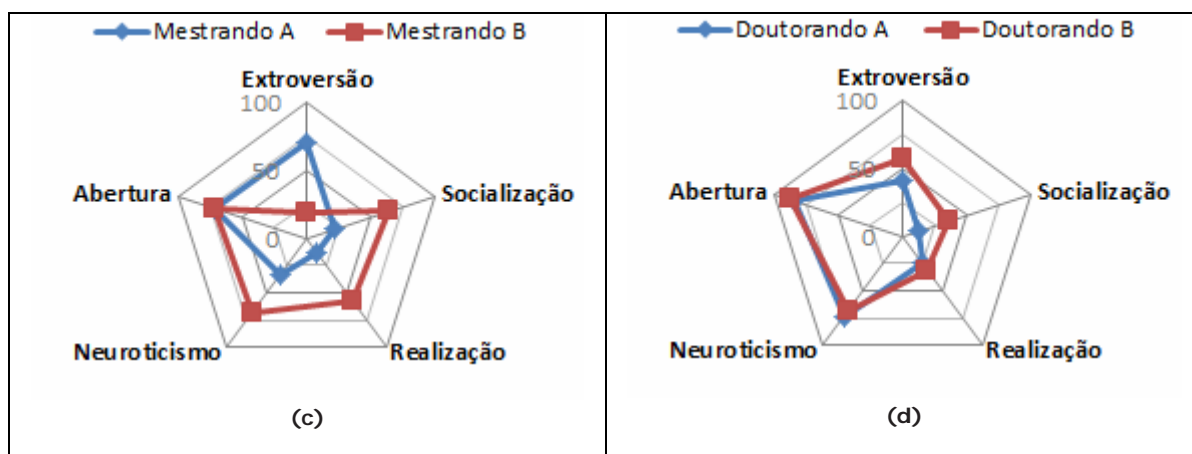 Mestrando A Mestrando B
Extroversão
100
50
0
Abertura
Socialização
Neuroticismo
Realização
(c)
Doutorando A Doutorando B
Extroversão
100
50
0
Abertura
Socialização
Neuroticismo
Realização
(d)